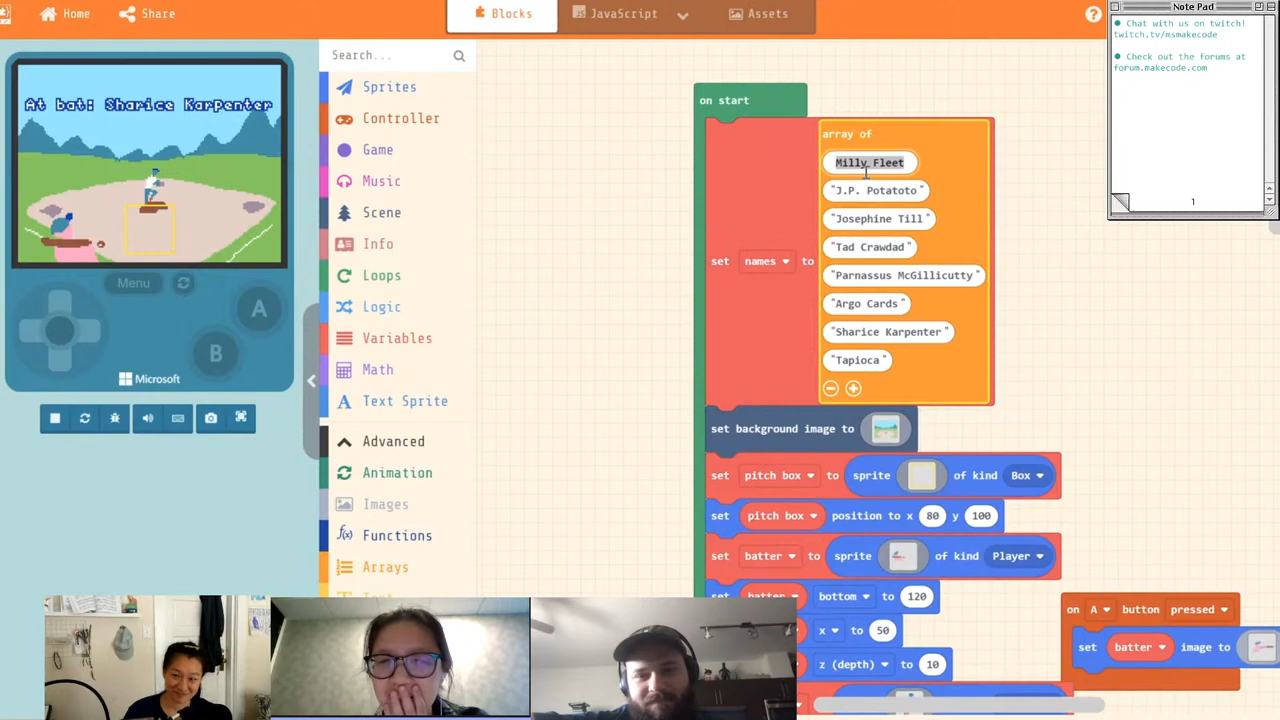 Home
Share
Blocks
JavaScript
Assets
?
Note Pad
Chat with us on twitch!
twitch.tv/msmakecode
Check out the forums at
forum.makecode.com
1
At bat: Sharice Karpenter
Menu
A
B
Microsoft
Search...
Sprites
Controller
Game
Music
Scene
Info
Loops
Logic
Variables
Math
Text Sprite
Advanced
Animation
Images
Functions
Arrays
on start
set names to
array of
Milly Fleet
"J.P. Potatoto"
"Josephine Till"
"Tad Crawdad"
"Parnassus McGillicutty"
"Argo Cards"
"Sharice Karpenter"
"Tapioca"
set background image to
set pitch box to sprite of kind Box
set pitch box position to x 80 y 100
set batter to sprite of kind Player
set batter bottom to 120
x to 50
z (depth) to 10
on A button pressed
set batter image to